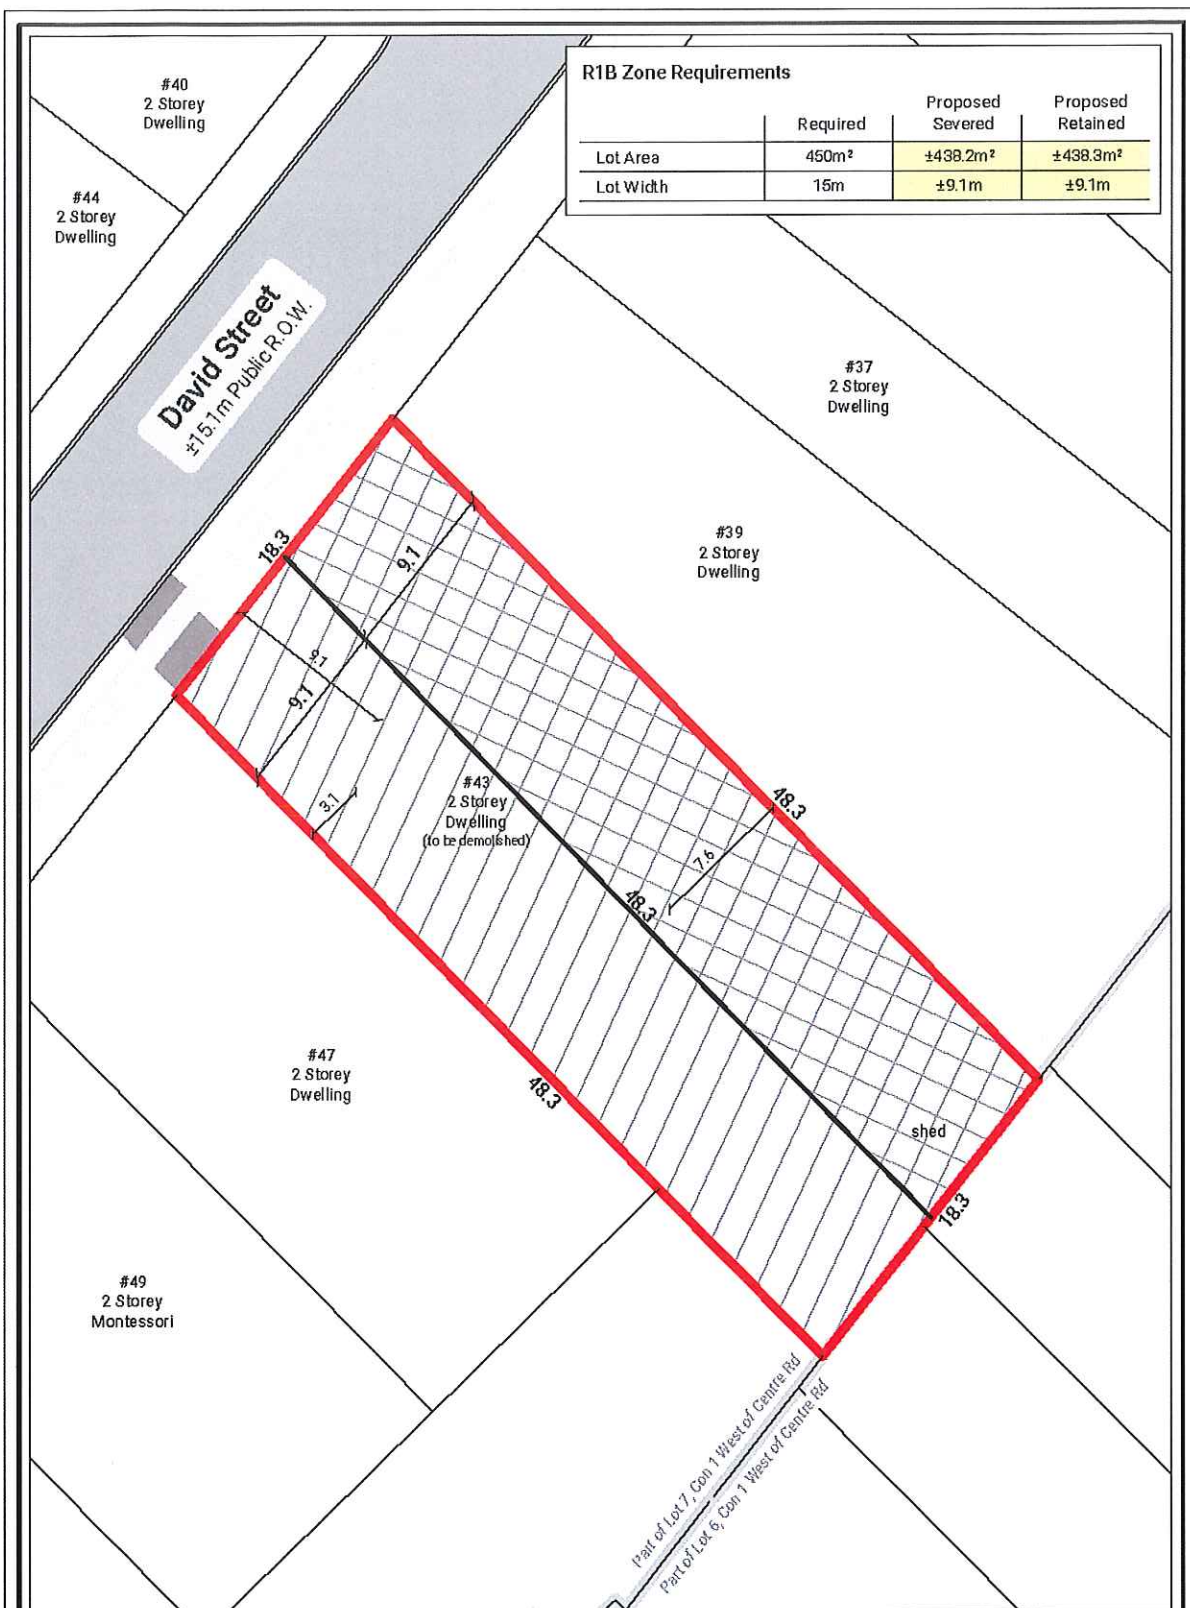 R1B Zone Requirements
Required
Proposed
Severed
Proposed
Retained
Lot Area
450m²
±438.2m²
±438.3m²
Lot Width
15m
±9.1m
±9.1m
#40
2 Storey
Dwelling
#44
2 Storey
Dwelling
David Street
±15.1m Public R.O.W.
#37
2 Storey
Dwelling
#39
2 Storey
Dwelling
18.3
9.1
9.1
3.1
#43
2 Storey
Dwelling
(to be demolished)
48.3
7.6
48.3
#47
2 Storey
Dwelling
48.3
shed
18.3
#49
2 Storey
Montessori
Part of Lot 7, Con 1 West of Centre Rd
Part of Lot 6, Con 1 West of Centre Rd